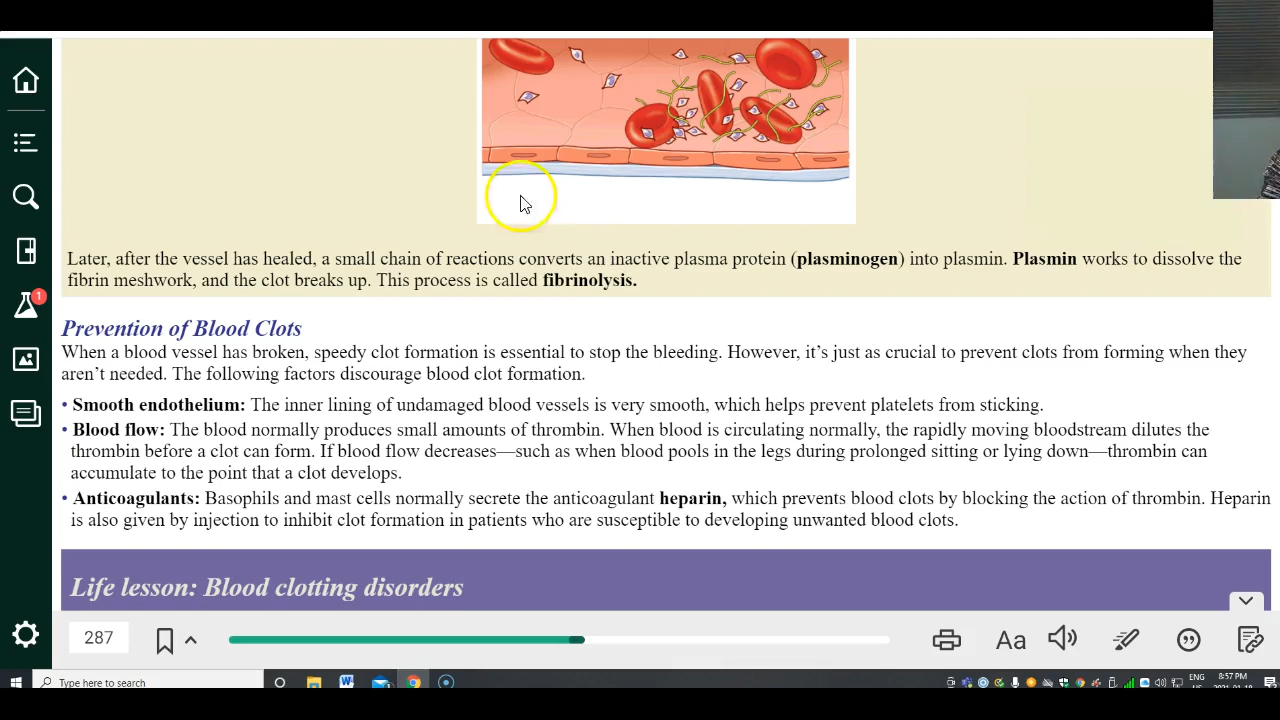 Later, after the vessel has healed, a small chain of reactions converts an inactive plasma protein (plasminogen) into plasmin. Plasmin works to dissolve the
fibrin meshwork, and the clot breaks up. This process is called fibrinolysis.
Prevention of Blood Clots
When a blood vessel has broken, speedy clot formation is essential to stop the bleeding. However, it's just as crucial to prevent clots from forming when they
aren't needed. The following factors discourage blood clot formation.
• Smooth endothelium: The inner lining of undamaged blood vessels is very smooth, which helps prevent platelets from sticking.
• Blood flow: The blood normally produces small amounts of thrombin. When blood is circulating normally, the rapidly moving bloodstream dilutes the
thrombin before a clot can form. If blood flow decreases—such as when blood pools in the legs during prolonged sitting or lying down—thrombin can
accumulate to the point that a clot develops.
• Anticoagulants: Basophils and mast cells normally secrete the anticoagulant heparin, which prevents blood clots by blocking the action of thrombin. Heparin
is also given by injection to inhibit clot formation in patients who are susceptible to developing unwanted blood clots.
Life lesson: Blood clotting disorders
1
287
Aa
Type here to search
ENG
8:57 PM